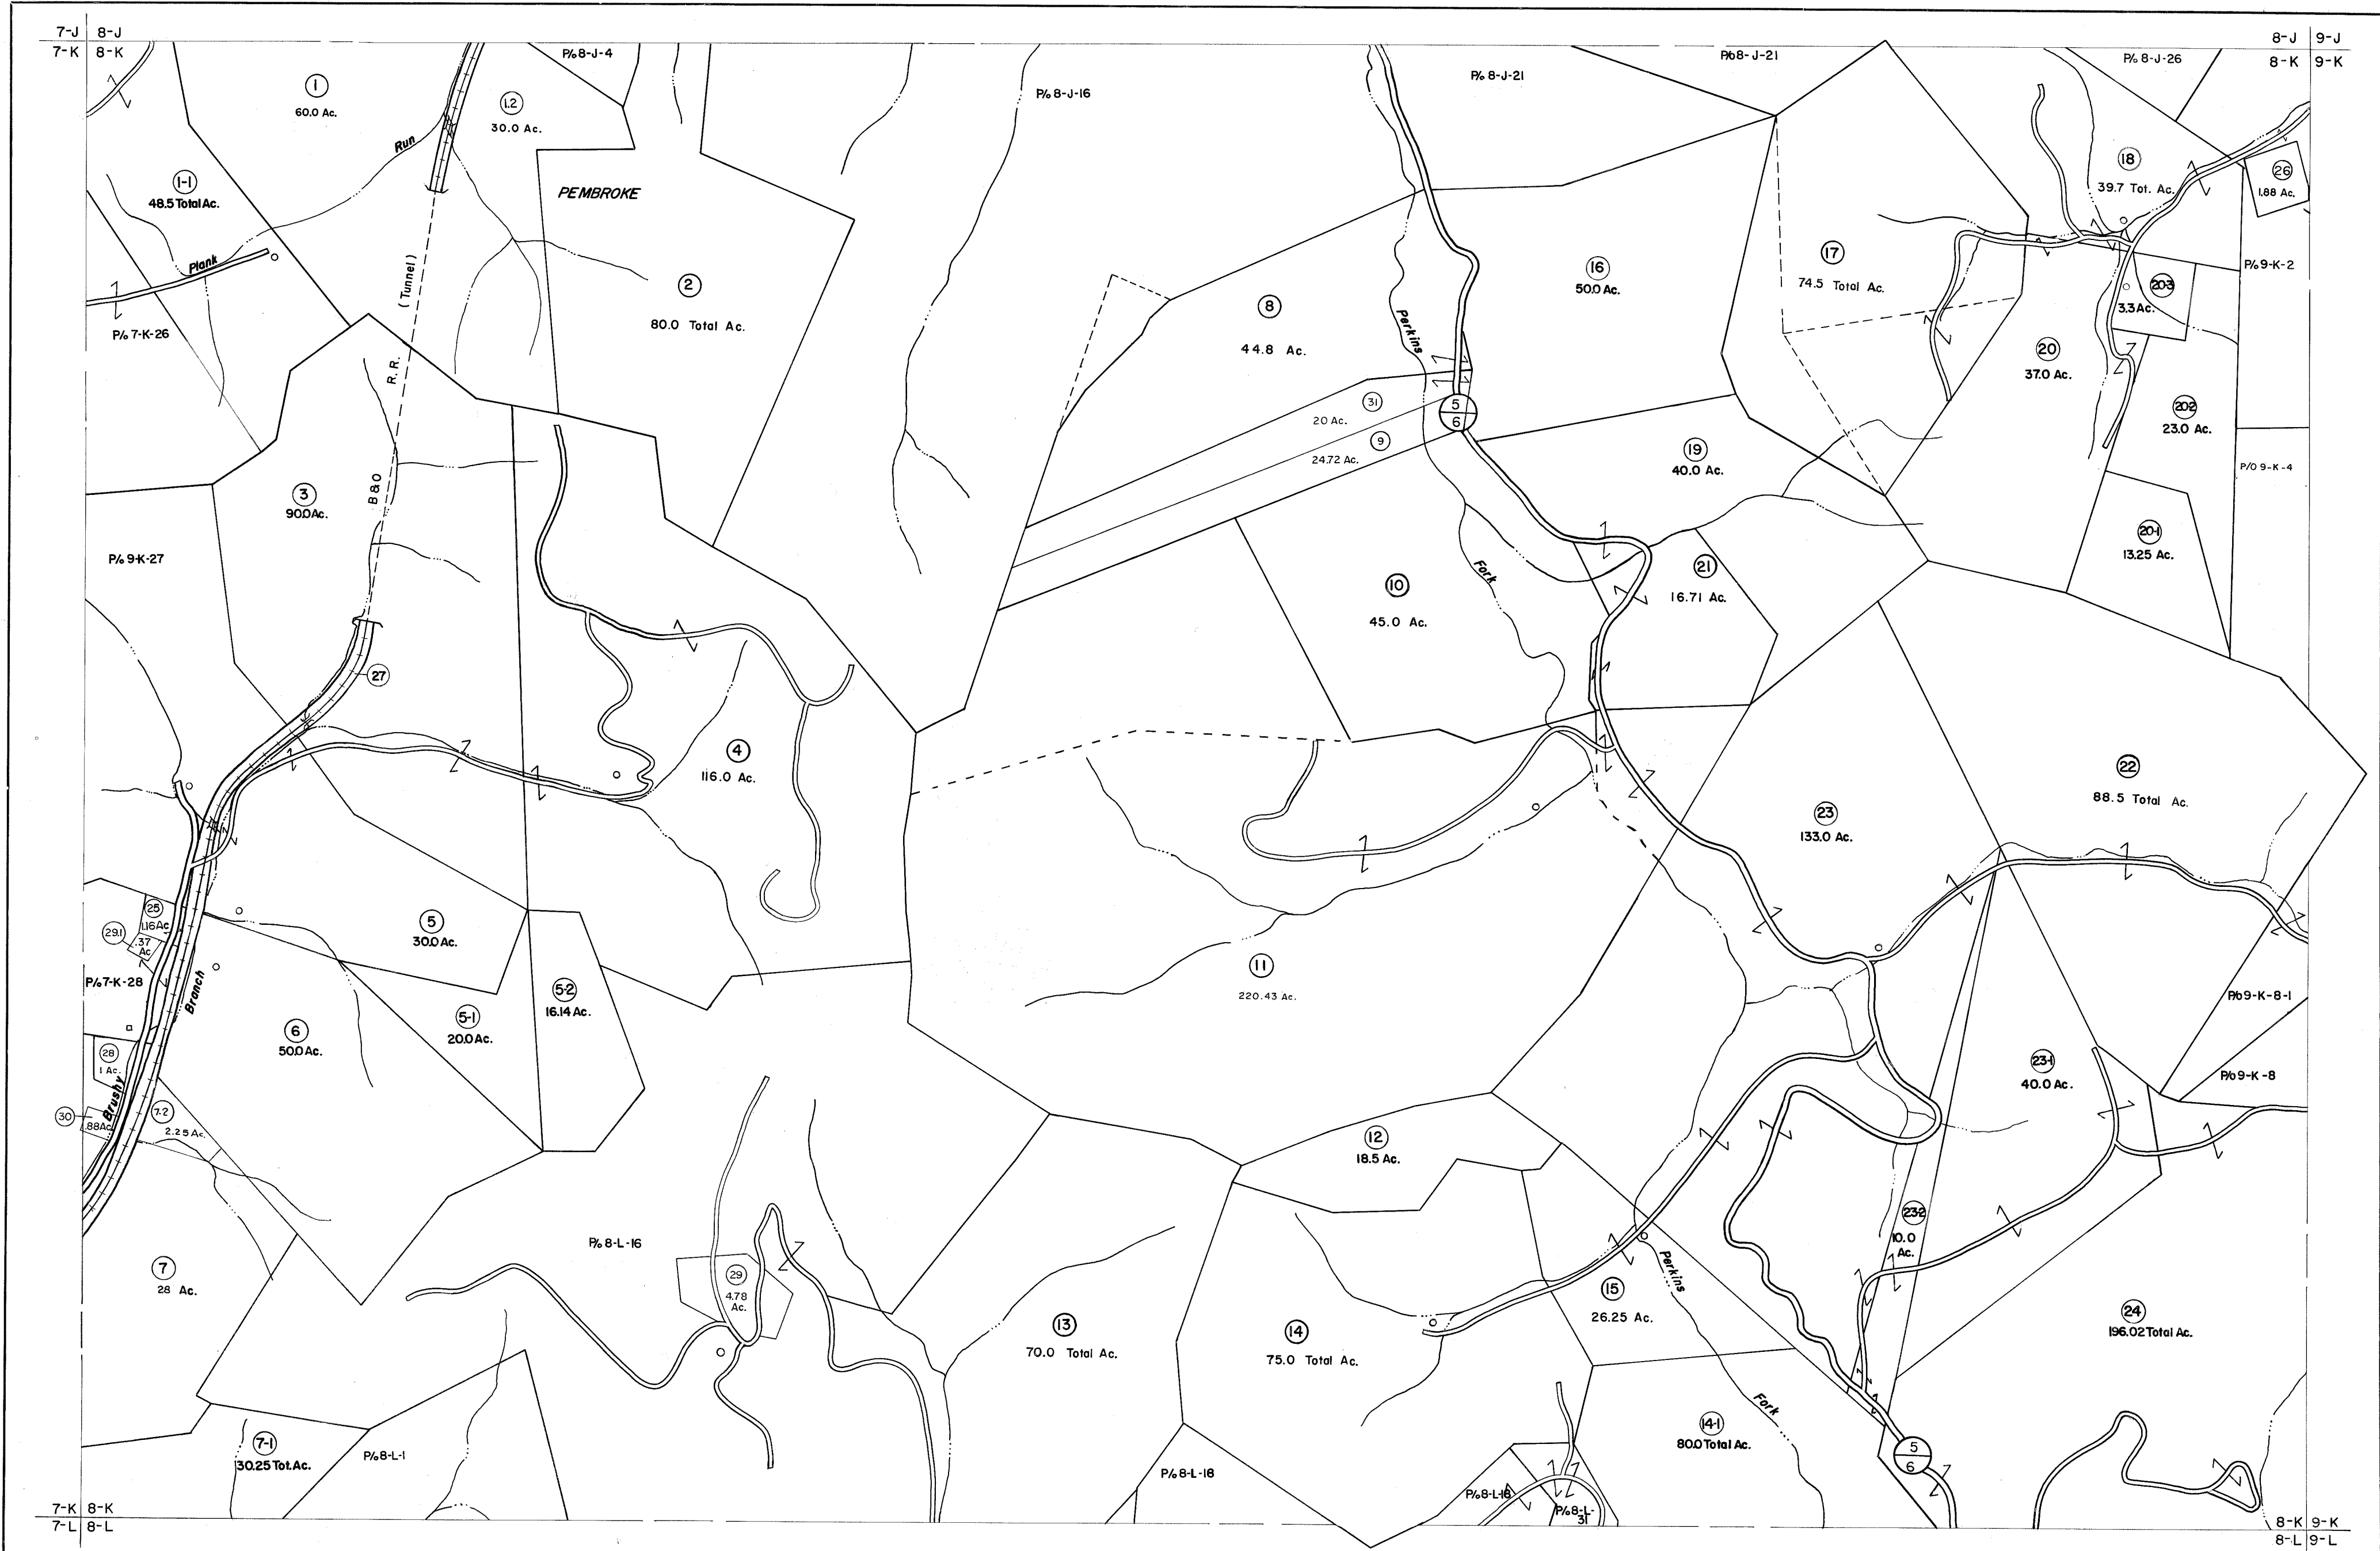 7-J 8-J
7-K 8-K
8-J 9-J
8-K 9-K
P/o 8-J-4
P/o 8-J-16
P/o 8-J-21
P/o 8-J-21
P/o 8-J-26
1
60.0 Ac.
1.2
30.0 Ac.
Run
1-1
48.5 Total Ac.
PEMBROKE
18
39.7 Tot. Ac.
26
1.88 Ac.
Plank
(Tunnel)
2
80.0 Total Ac.
8
44.8 Ac.
Perkins
16
50.0 Ac.
17
74.5 Total Ac.
P/o 9-K-2
20-3
3.3 Ac.
P/o 7-K-26
R.R.
20
37.0 Ac.
31
20 Ac.
5
6
9
24.72 Ac.
20-2
23.0 Ac.
19
40.0 Ac.
P/O 9-K-4
3
90.0 Ac.
B&O
P/o 9-K-27
20-1
13.25 Ac.
10
45.0 Ac.
Fork
21
16.71 Ac.
27
4
116.0 Ac.
22
88.5 Total Ac.
23
133.0 Ac.
25
1.16 Ac
29.1
.37
Ac
5
30.0 Ac.
P/o 7-K-28
Branch
5-2
16.14 Ac.
11
220.43 Ac.
P/o 9-K-8-1
6
50.0 Ac.
5-1
20.0 Ac.
28
1 Ac.
Brushy
23-1
40.0 Ac.
P/o 9-K-8
30
.88Ac
7.2
2.25 Ac.
12
18.5 Ac.
23-2
10.0
Ac.
P/o 8-L-16
7
28 Ac.
29
4.78
Ac.
Perkins
15
26.25 Ac.
13
70.0 Total Ac.
14
75.0 Total Ac.
24
196.02 Total Ac.
Fork
7-1
30.25 Tot. Ac.
P/o 8-L-1
14-1
80.0 Total Ac.
5
6
P/o 8-L-18
P/o 8-L-18
P/o 8-L-
31
7-K 8-K
7-L 8-L
8-K 9-K
8-L 9-L